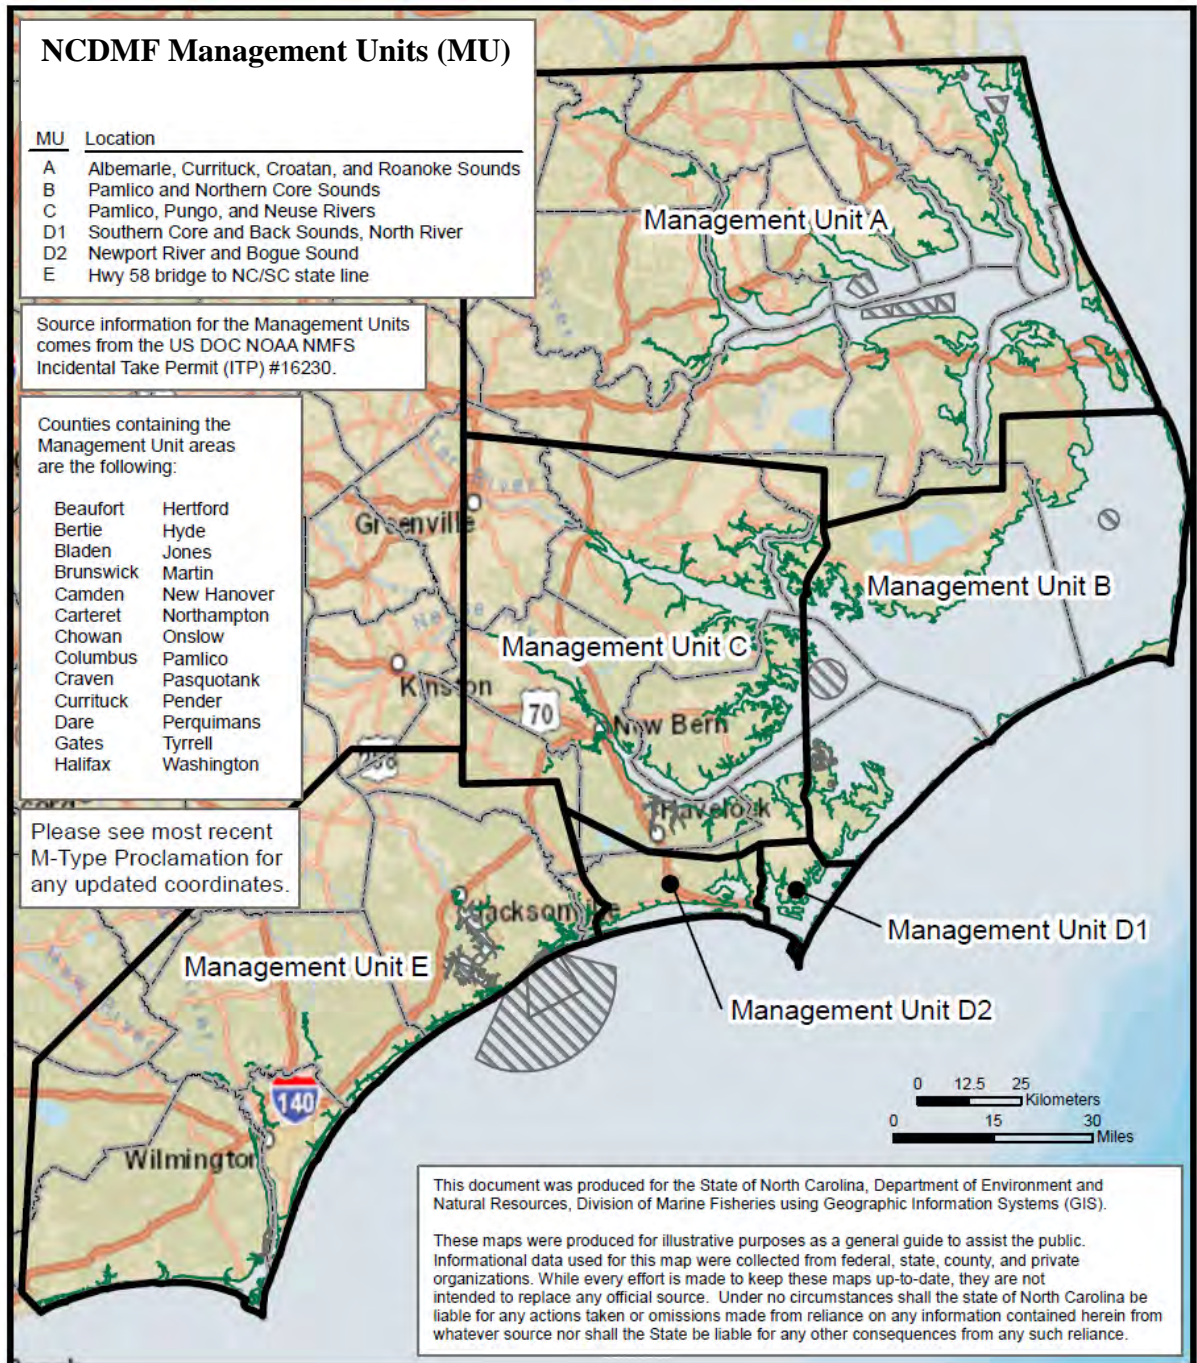 NCDMF Management Units (MU)
MU Location
A Albemarle, Currituck, Croatan, and Roanoke Sounds
B Pamlico and Northern Core Sounds
C Pamlico, Pungo, and Neuse Rivers
D1 Southern Core and Back Sounds, North River
D2 Newport River and Bogue Sound
E Hwy 58 bridge to NC/SC state line
Source information for the Management Units
comes from the US DOC NOAA NMFS
Incidental Take Permit (ITP) #16230.
Counties containing the
Management Unit areas
are the following:
Beaufort Hertford
Bertie Hyde
Bladen Jones
Brunswick Martin
Camden New Hanover
Carteret Northampton
Chowan Onslow
Columbus Pamlico
Craven Pasquotank
Currituck Pender
Dare Perquimans
Gates Tyrrell
Halifax Washington
Please see most recent
M-Type Proclamation for
any updated coordinates.
Management Unit A
River
Tar River
Greenville
Management Unit B
Management Unit C
Kinston
70
New Bern
Havelock
Jacksonville
Management Unit D1
Management Unit E
Management Unit D2
140
Wilmington
0 12.5 25
Kilometers
0 15 30
Miles
This document was produced for the State of North Carolina, Department of Environment and
Natural Resources, Division of Marine Fisheries using Geographic Information Systems (GIS).
These maps were produced for illustrative purposes as a general guide to assist the public.
Informational data used for this map were collected from federal, state, county, and private
organizations. While every effort is made to keep these maps up-to-date, they are not
intended to replace any official source. Under no circumstances shall the state of North Carolina be
liable for any actions taken or omissions made from reliance on any information contained herein from
whatever source nor shall the State be liable for any other consequences from any such reliance.